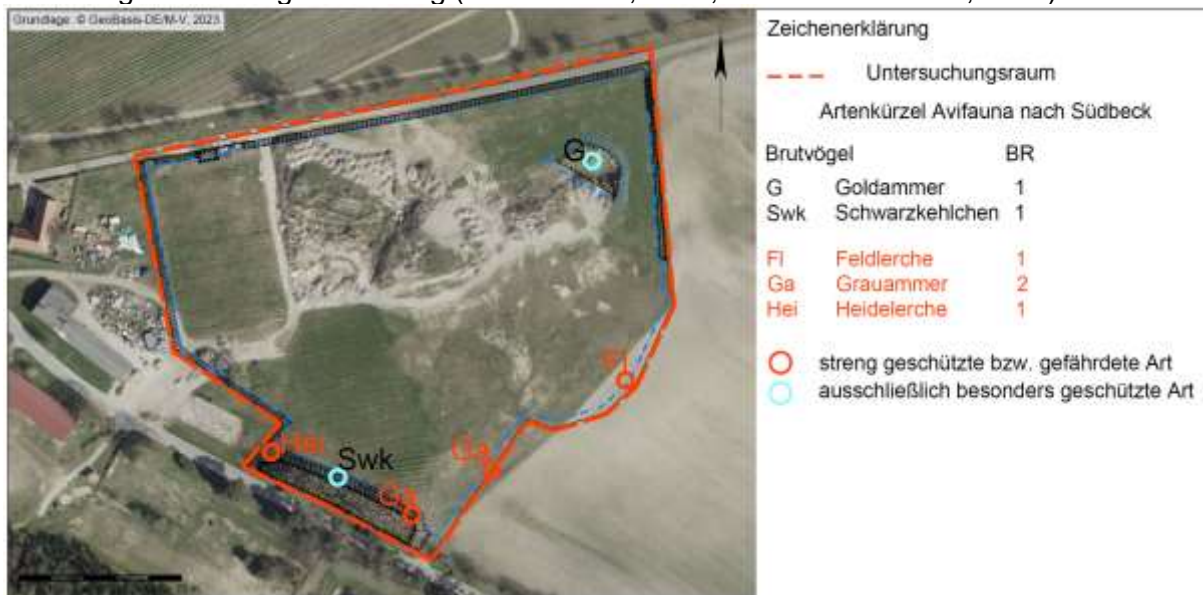 Grundlage: © GeoBasis-DE/M-V, 2023
Zeichenerklärung
Untersuchungsraum
Artenkürzel Avifauna nach Südbeck
Brutvögel BR
G Goldammer 1
Swk Schwarzkehlchen 1
Fl Feldlerche 1
Ga Grauammer 2
Hei Heidelerche 1
streng geschützte bzw. gefährdete Art
ausschließlich besonders geschützte Art
G
Fl
Hei
Ga
Swk
Ga